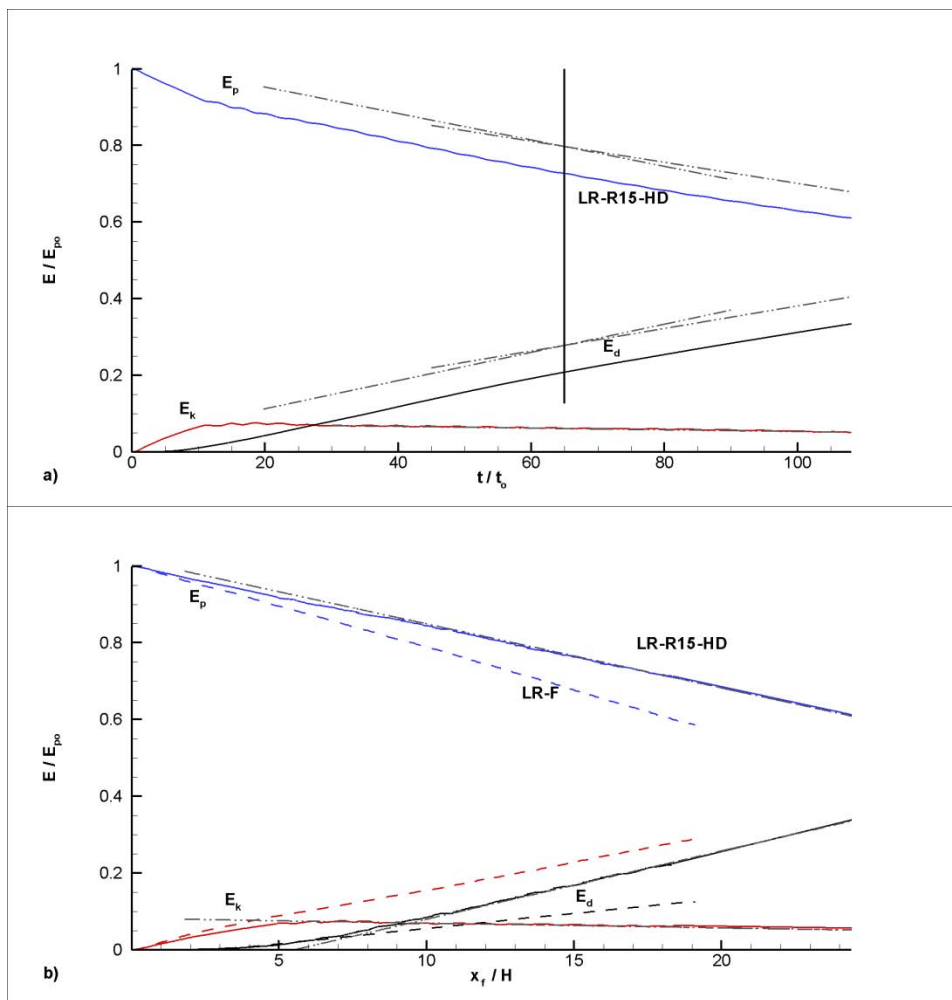 1
E_p
0.8
LR-R15-HD
0.6
E / E_po
0.4
E_d
0.2
E_k
0
0 20 40 60 80 100
a)
t / t_o
1
E_p
0.8
LR-R15-HD
LR-F
0.6
E / E_po
0.4
0.2
E_k
E_d
0
5 10 15 20
b)
x_f / H